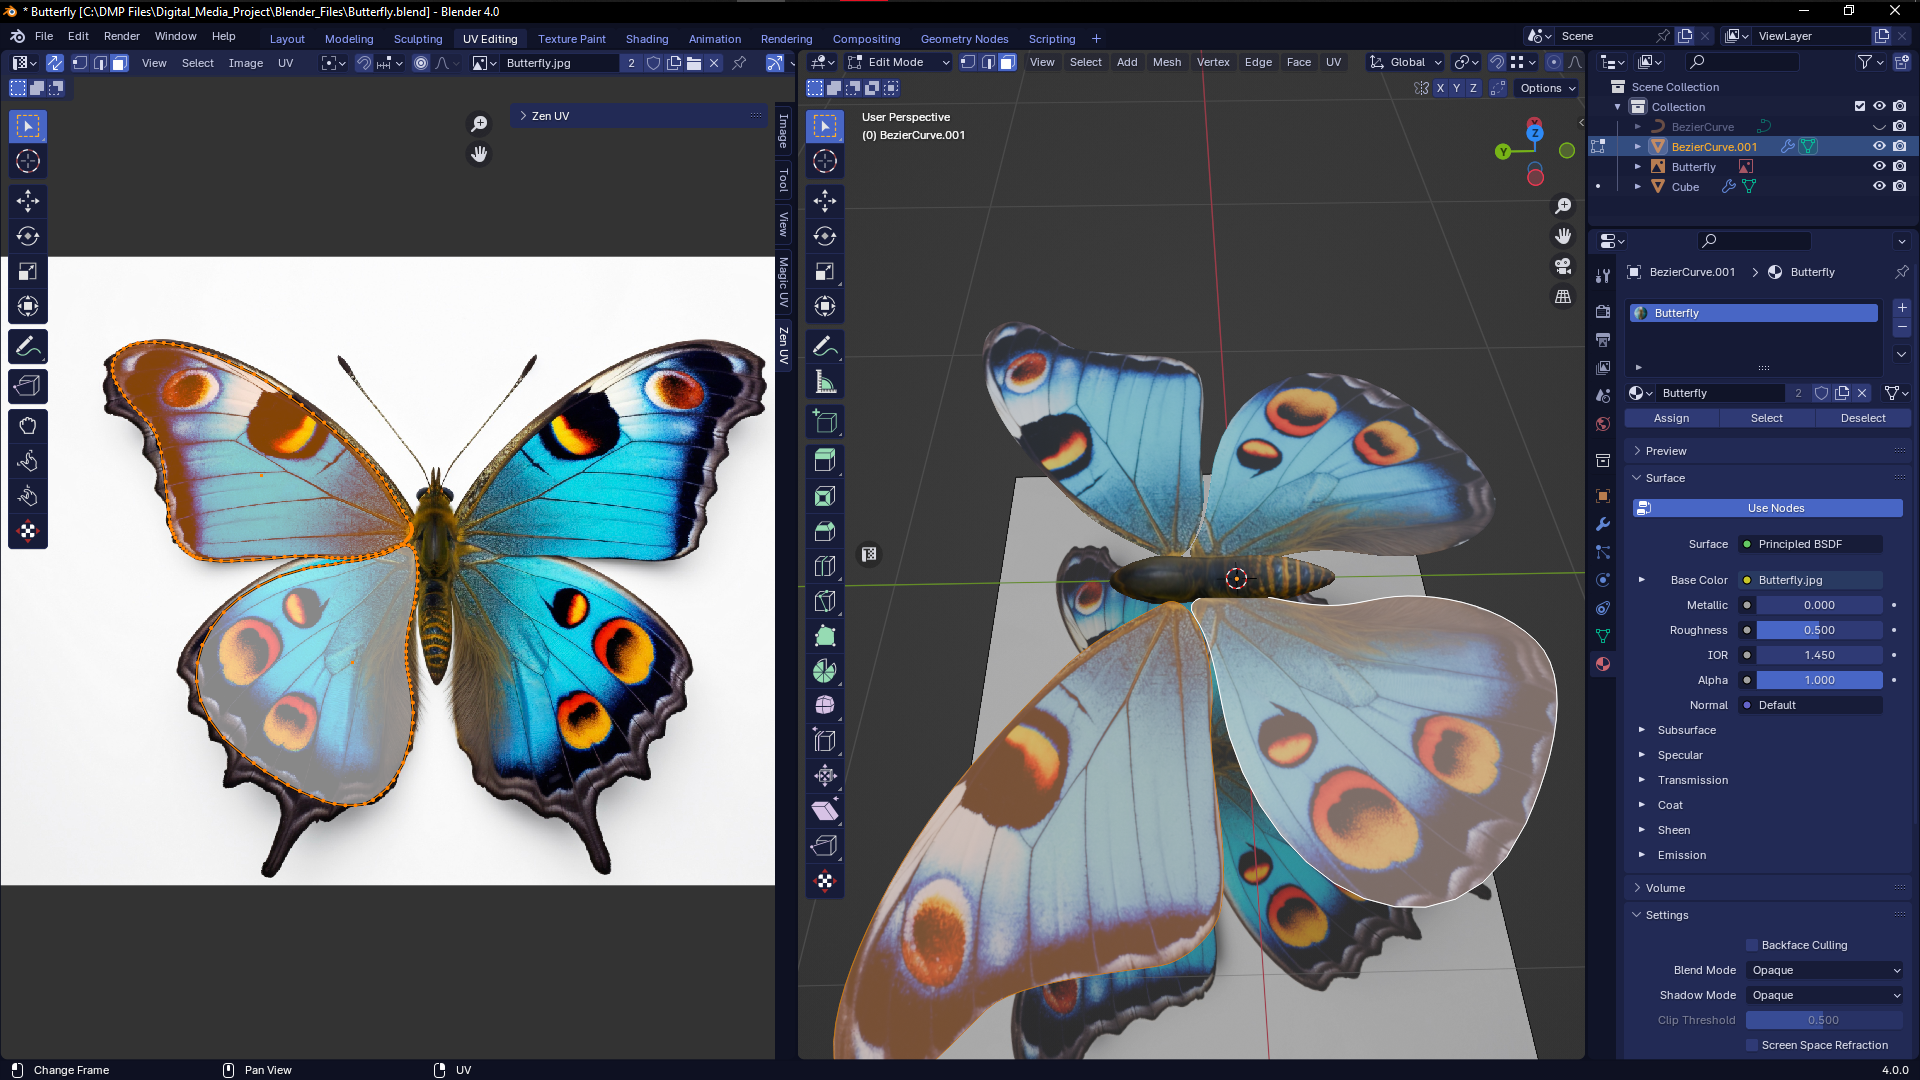 * Butterfly [C:\DMP Files\Digital_Media_Project\Blender_Files\Butterfly.blend] - Blender 4.0
File Edit Render Window Help
Layout Modeling Sculpting UV Editing Texture Paint Shading Animation Rendering Compositing Geometry Nodes Scripting +
Scene
ViewLayer
View Select Image UV
Butterfly.jpg 2
Edit Mode
View Select Add Mesh Vertex Edge Face UV
Global
X Y Z
Options
Zen UV
Image
Tool
View
Magic UV
Zen UV
User Perspective
(0) BezierCurve.001
Z
Y
Scene Collection
Collection
BezierCurve
BezierCurve.001
Butterfly
Cube
BezierCurve.001 > Butterfly
Butterfly
Butterfly 2
Assign Select Deselect
Preview
Surface
Use Nodes
Surface Principled BSDF
Base Color Butterfly.jpg
Metallic 0.000
Roughness 0.500
IOR 1.450
Alpha 1.000
Normal Default
Subsurface
Specular
Transmission
Coat
Sheen
Emission
Volume
Settings
Backface Culling
Blend Mode Opaque
Shadow Mode Opaque
Clip Threshold 0.500
Screen Space Refraction
Change Frame Pan View UV
4.0.0